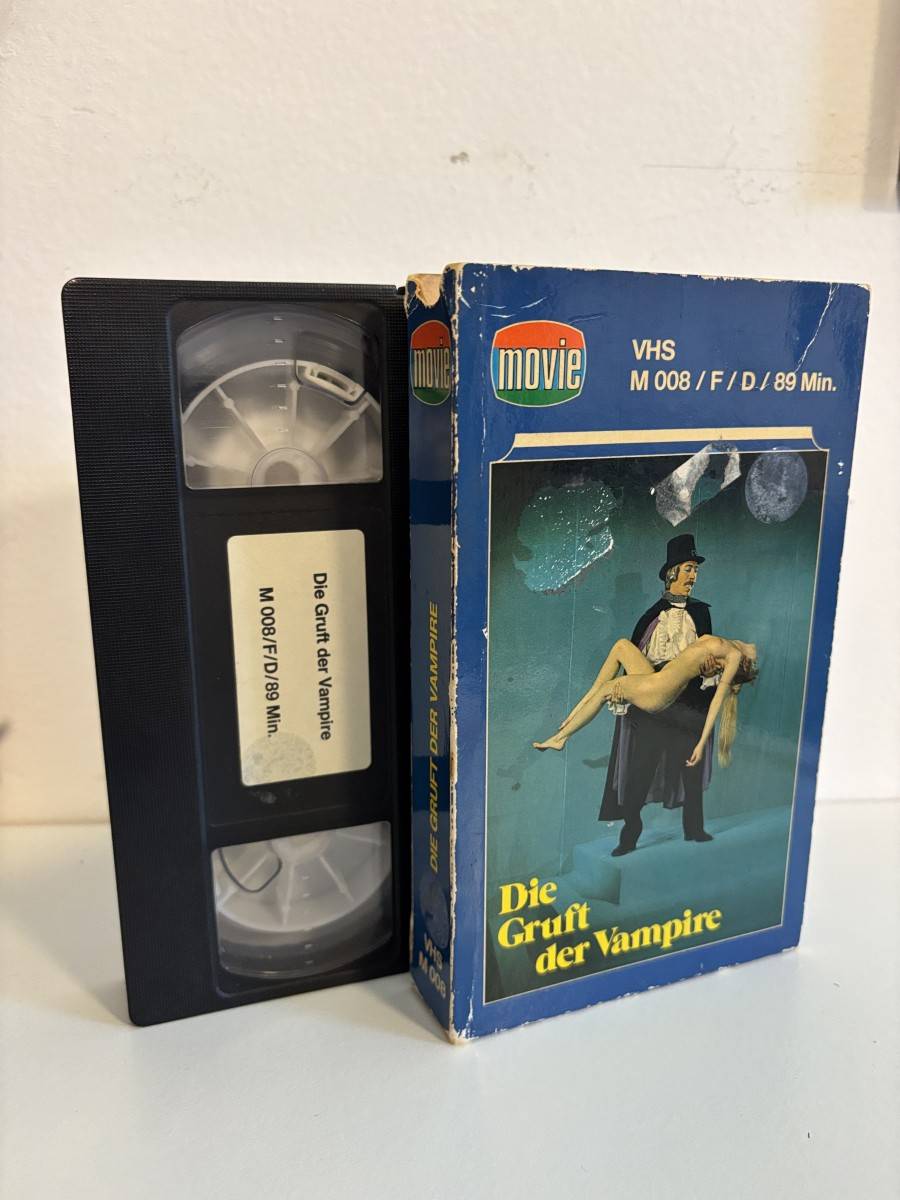 Die Gruft der Vampire
M 008/F/D/89 Min.
movie
DIE GRUFT DER VAMPIRE
VHS
M 008
movie
VHS
M 008 / F / D / 89 Min.
Die
Gruft
der Vampire